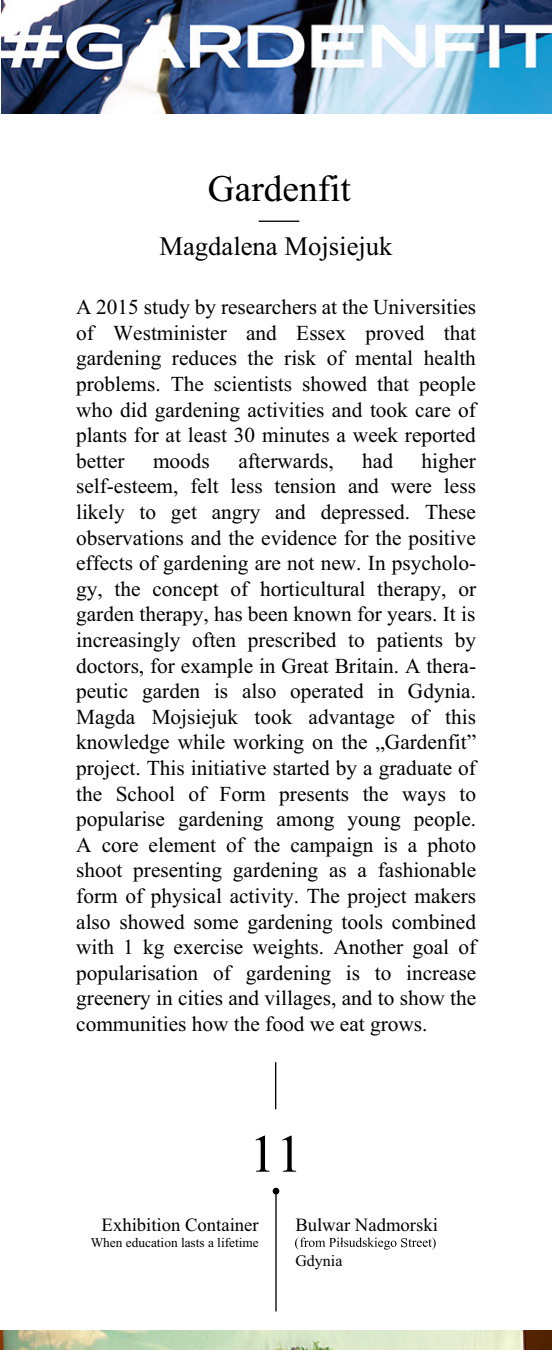 #GARDENFIT
Gardenfit
Magdalena Mojsiejuk
A 2015 study by researchers at the Universities
of Westminister and Essex proved that
gardening reduces the risk of mental health
problems. The scientists showed that people
who did gardening activities and took care of
plants for at least 30 minutes a week reported
better moods afterwards, had higher
self-esteem, felt less tension and were less
likely to get angry and depressed. These
observations and the evidence for the positive
effects of gardening are not new. In psycholo-
gy, the concept of horticultural therapy, or
garden therapy, has been known for years. It is
increasingly often prescribed to patients by
doctors, for example in Great Britain. A thera-
peutic garden is also operated in Gdynia.
Magda Mojsiejuk took advantage of this
knowledge while working on the „Gardenfit”
project. This initiative started by a graduate of
the School of Form presents the ways to
popularise gardening among young people.
A core element of the campaign is a photo
shoot presenting gardening as a fashionable
form of physical activity. The project makers
also showed some gardening tools combined
with 1 kg exercise weights. Another goal of
popularisation of gardening is to increase
greenery in cities and villages, and to show the
communities how the food we eat grows.
11
Exhibition Container
When education lasts a lifetime
Bulwar Nadmorski
(from Piłsudskiego Street)
Gdynia